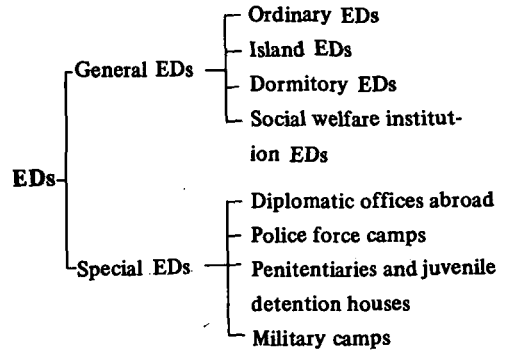 Ordinary EDs
General EDs
Island EDs
Dormitory EDs
Social welfare institut-
ion EDs
EDs
Diplomatic offices abroad
Police force camps
Special EDs
Penitentiaries and juvenile
detention houses
Military camps